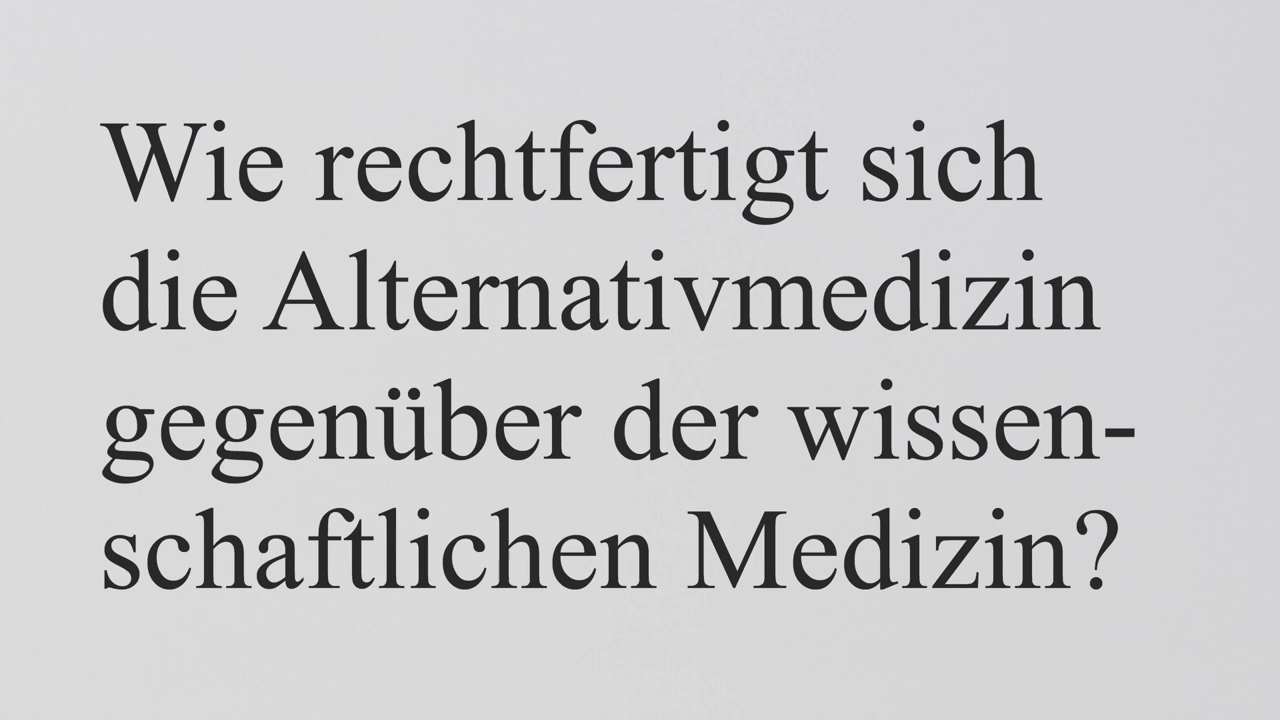 Wie rechtfertigt sich
die Alternativmedizin
gegenüber der wissen-
schaftlichen Medizin?